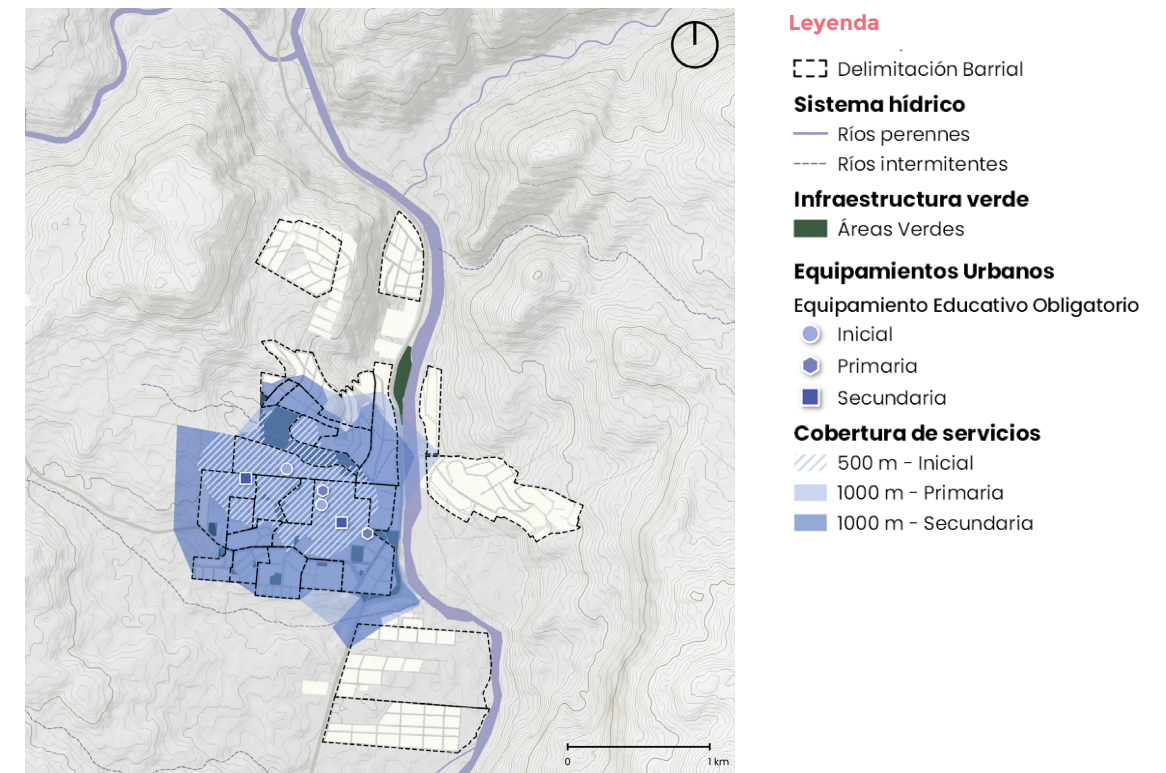 Leyenda
Delimitación Barrial
Sistema hídrico
Ríos perennes
Ríos intermitentes
Infraestructura verde
Áreas Verdes
Equipamientos Urbanos
Equipamiento Educativo Obligatorio
Inicial
Primaria
Secundaria
Cobertura de servicios
500 m - Inicial
1000 m - Primaria
1000 m - Secundaria
0 1 km